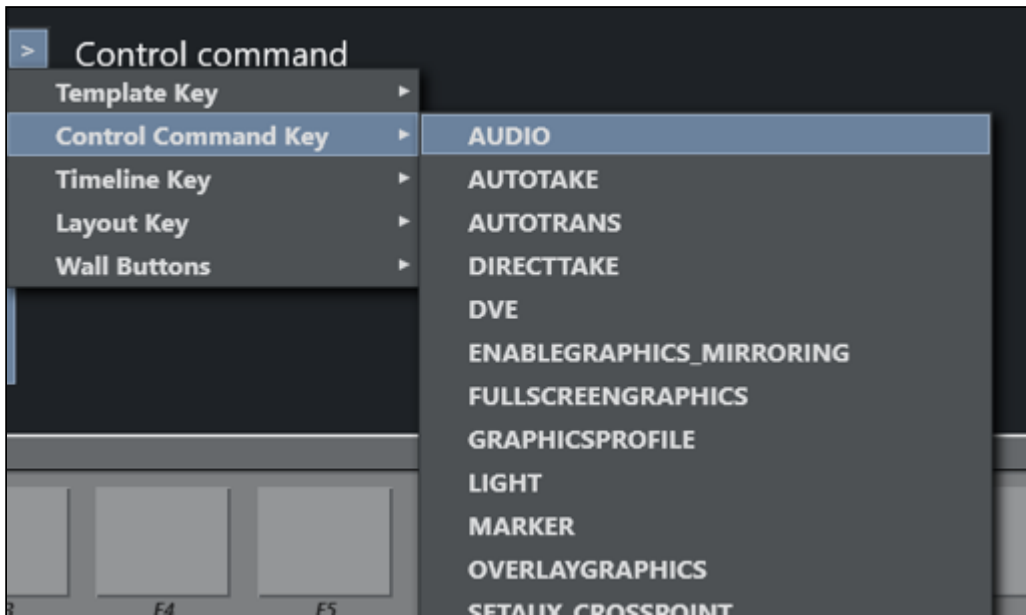 > Control command
Template Key
Control Command Key
Timeline Key
Layout Key
Wall Buttons
AUDIO
AUTOTAKE
AUTOTRANS
DIRECTTAKE
DVE
ENABLEGRAPHICS_MIRRORING
FULLSCREENGRAPHICS
GRAPHICSPROFILE
LIGHT
MARKER
OVERLAYGRAPHICS
SETAUX_CROSSPOINT
F4 F5